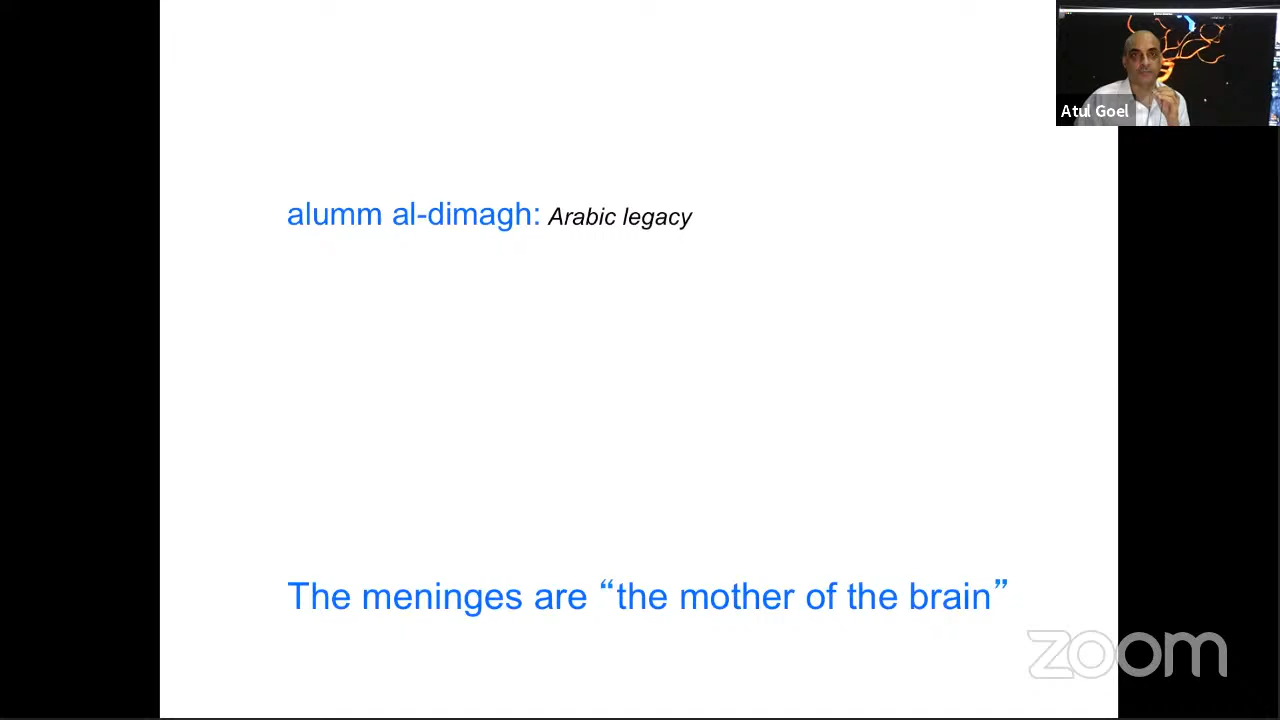 Atul Goel
alumm al-dimagh: Arabic legacy
The meninges are “the mother of the brain”
zoom